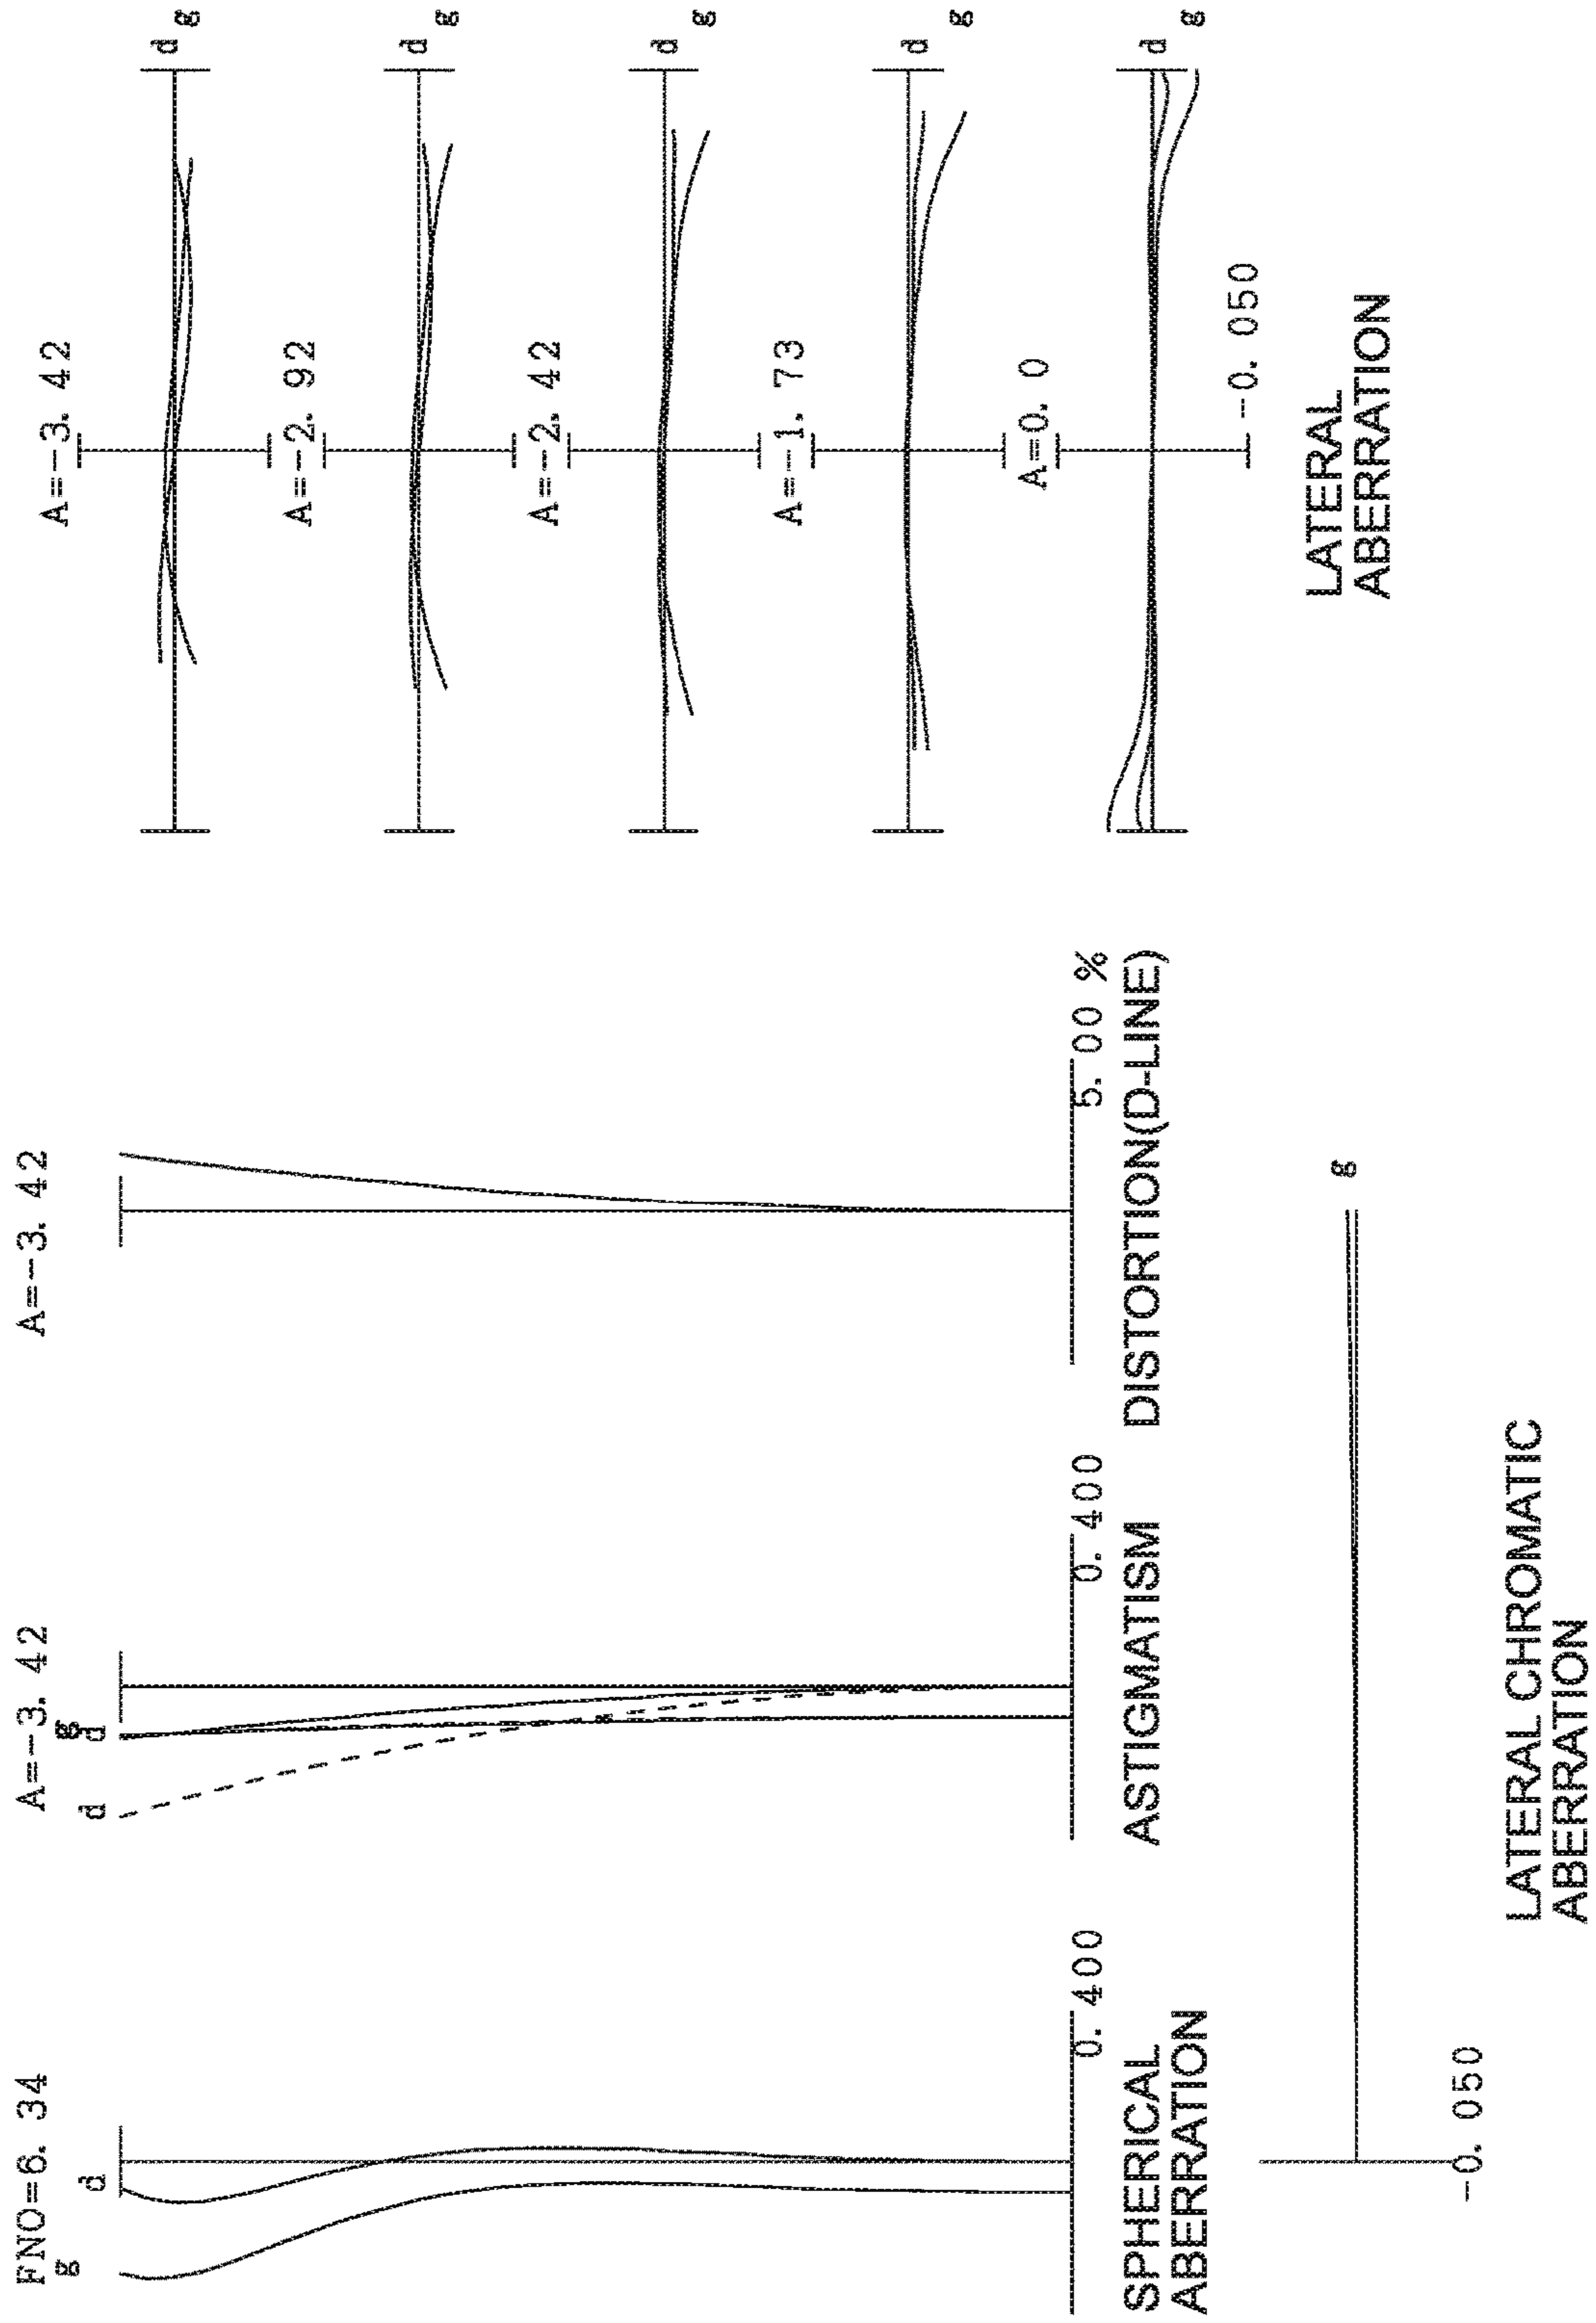 FNO=6. 34
g
d
0. 400
SPHERICAL
ABERRATION
A=-3. 42
d
d
g
0. 400
ASTIGMATISM
A=-3. 42
5. 00 %
DISTORTION(D-LINE)
g
-0. 050
LATERAL CHROMATIC
ABERRATION
A=-3. 42
d
g
A=-2. 92
d
g
A=-2. 42
d
g
A=-1. 73
d
g
A=0. 0
d
g
-0. 050
LATERAL
ABERRATION